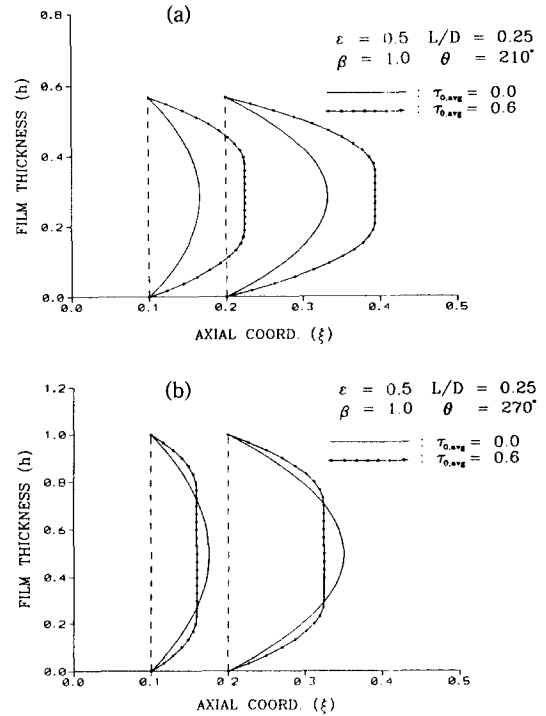 (a)
ε = 0.5 L/D = 0.25
β = 1.0 θ = 210°
: τ0,avg = 0.0
: τ0,avg = 0.6
FILM THICKNESS (h)
0.8
0.6
0.4
0.2
0.0
0.0 0.1 0.2 0.3 0.4 0.5
AXIAL COORD. (ξ)
(b)
ε = 0.5 L/D = 0.25
β = 1.0 θ = 270°
: τ0,avg = 0.0
: τ0,avg = 0.6
FILM THICKNESS (h)
1.2
1.0
0.8
0.6
0.4
0.2
0.0
0.0 0.1 0.2 0.3 0.4 0.5
AXIAL COORD. (ξ)